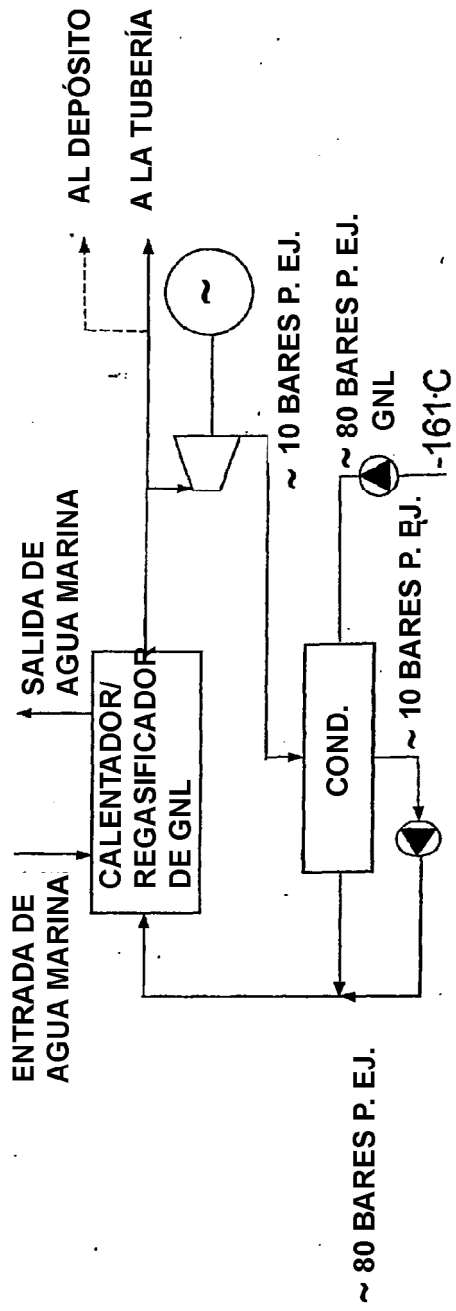 ENTRADA DE
AGUA MARINA
SALIDA DE
AGUA MARINA
CALENTADOR/
REGASIFICADOR
DE GNL
AL DEPÓSITO
A LA TUBERÍA
~
~ 10 BARES P. EJ.
COND.
~ 80 BARES P. EJ.
GNL
-161·C
~ 10 BARES P. EJ.
~ 80 BARES P. EJ.